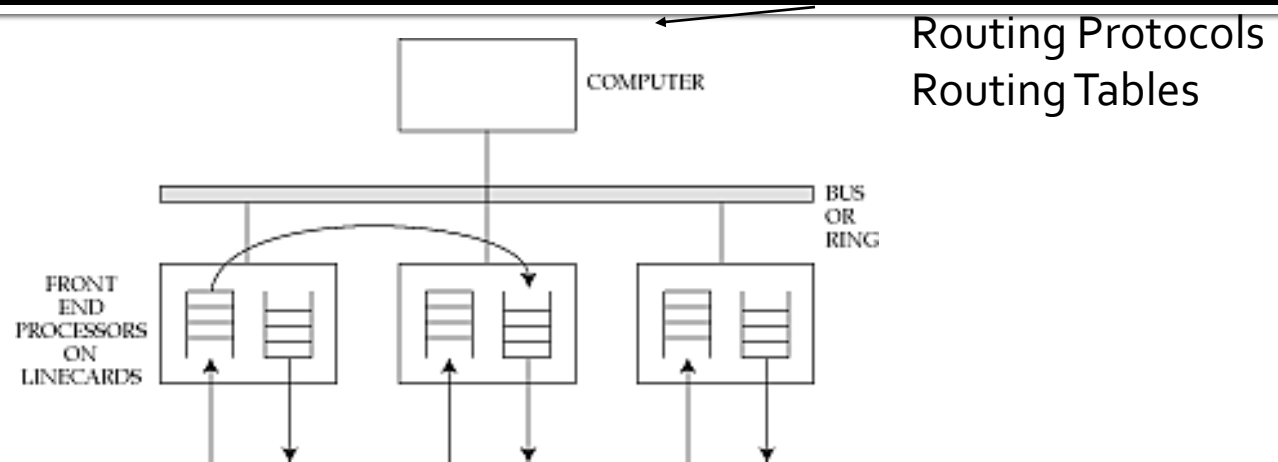 Routing Protocols
Routing Tables
COMPUTER
BUS
OR
RING
FRONT
END
PROCESSORS
ON
LINECARDS